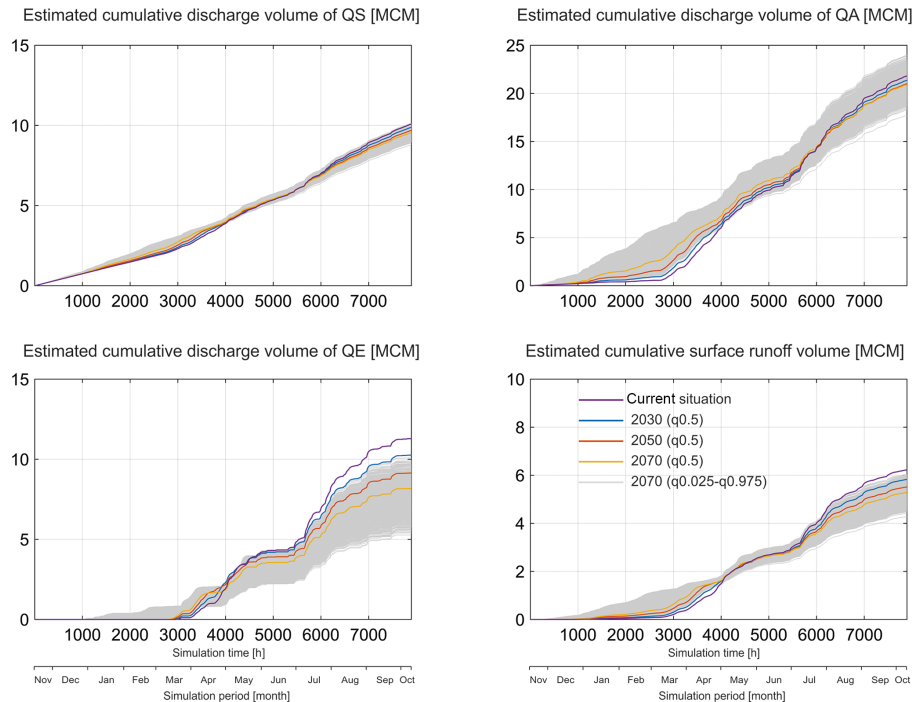 Estimated cumulative discharge volume of QS [MCM]
15
10
5
0
1000 2000 3000 4000 5000 6000 7000
Estimated cumulative discharge volume of QA [MCM]
25
20
15
10
5
0
1000 2000 3000 4000 5000 6000 7000
Estimated cumulative discharge volume of QE [MCM]
15
10
5
0
1000 2000 3000 4000 5000 6000 7000
Simulation time [h]
Nov Dec Jan Feb Mar Apr May Jun Jul Aug Sep Oct
Simulation period [month]
Estimated cumulative surface runoff volume [MCM]
10
8
6
4
2
0
Current situation
2030 (q0.5)
2050 (q0.5)
2070 (q0.5)
2070 (q0.025-q0.975)
1000 2000 3000 4000 5000 6000 7000
Simulation time [h]
Nov Dec Jan Feb Mar Apr May Jun Jul Aug Sep Oct
Simulation period [month]